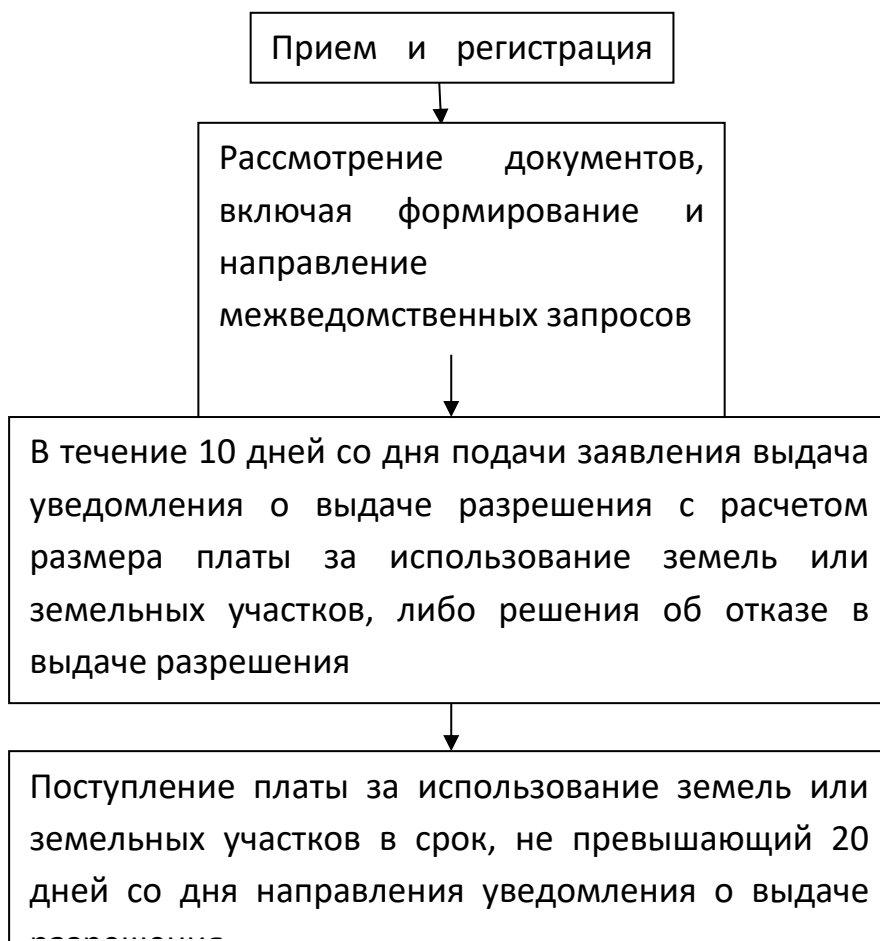 Прием и регистрация
Рассмотрение документов,
включая формирование и
направление
межведомственных запросов
В течение 10 дней со дня подачи заявления выдача
уведомления о выдаче разрешения с расчетом
размера платы за использование земель или
земельных участков, либо решения об отказе в
выдаче разрешения
Поступление платы за использование земель или
земельных участков в срок, не превышающий 20
дней со дня направления уведомления о выдаче